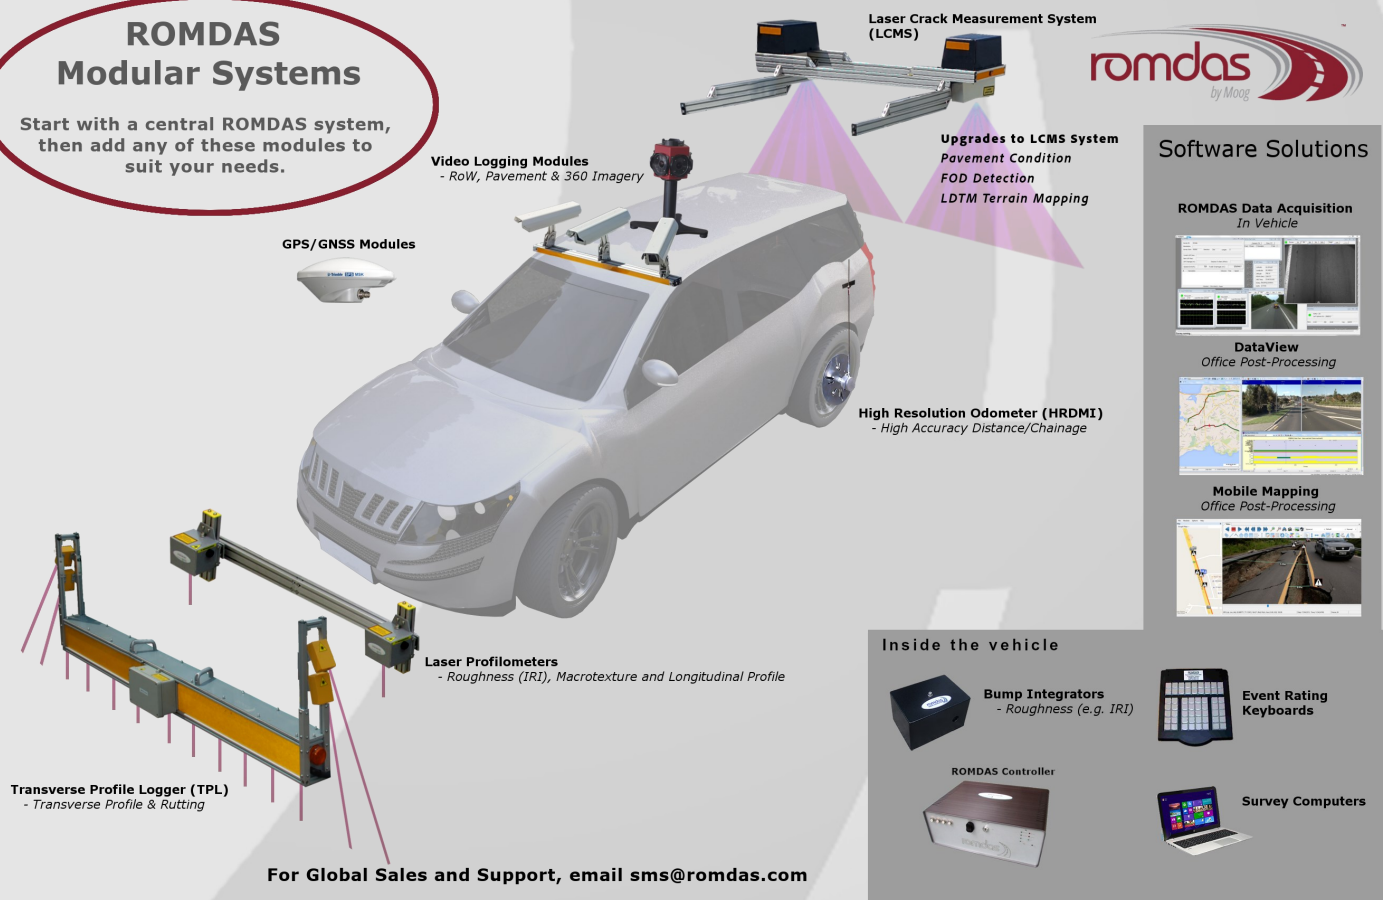 ROMDAS
Modular Systems
Start with a central ROMDAS system,
then add any of these modules to
suit your needs.
Laser Crack Measurement System
(LCMS)
romdas
by Moog
™
Upgrades to LCMS System
Pavement Condition
FOD Detection
LDTM Terrain Mapping
Video Logging Modules
- RoW, Pavement & 360 Imagery
GPS/GNSS Modules
High Resolution Odometer (HRDMI)
- High Accuracy Distance/Chainage
Laser Profilometers
- Roughness (IRI), Macrotexture and Longitudinal Profile
Transverse Profile Logger (TPL)
- Transverse Profile & Rutting
For Global Sales and Support, email sms@romdas.com
Software Solutions
ROMDAS Data Acquisition
In Vehicle
DataView
Office Post-Processing
Mobile Mapping
Office Post-Processing
Inside the vehicle
Bump Integrators
- Roughness (e.g. IRI)
Event Rating
Keyboards
ROMDAS Controller
romdas
Survey Computers